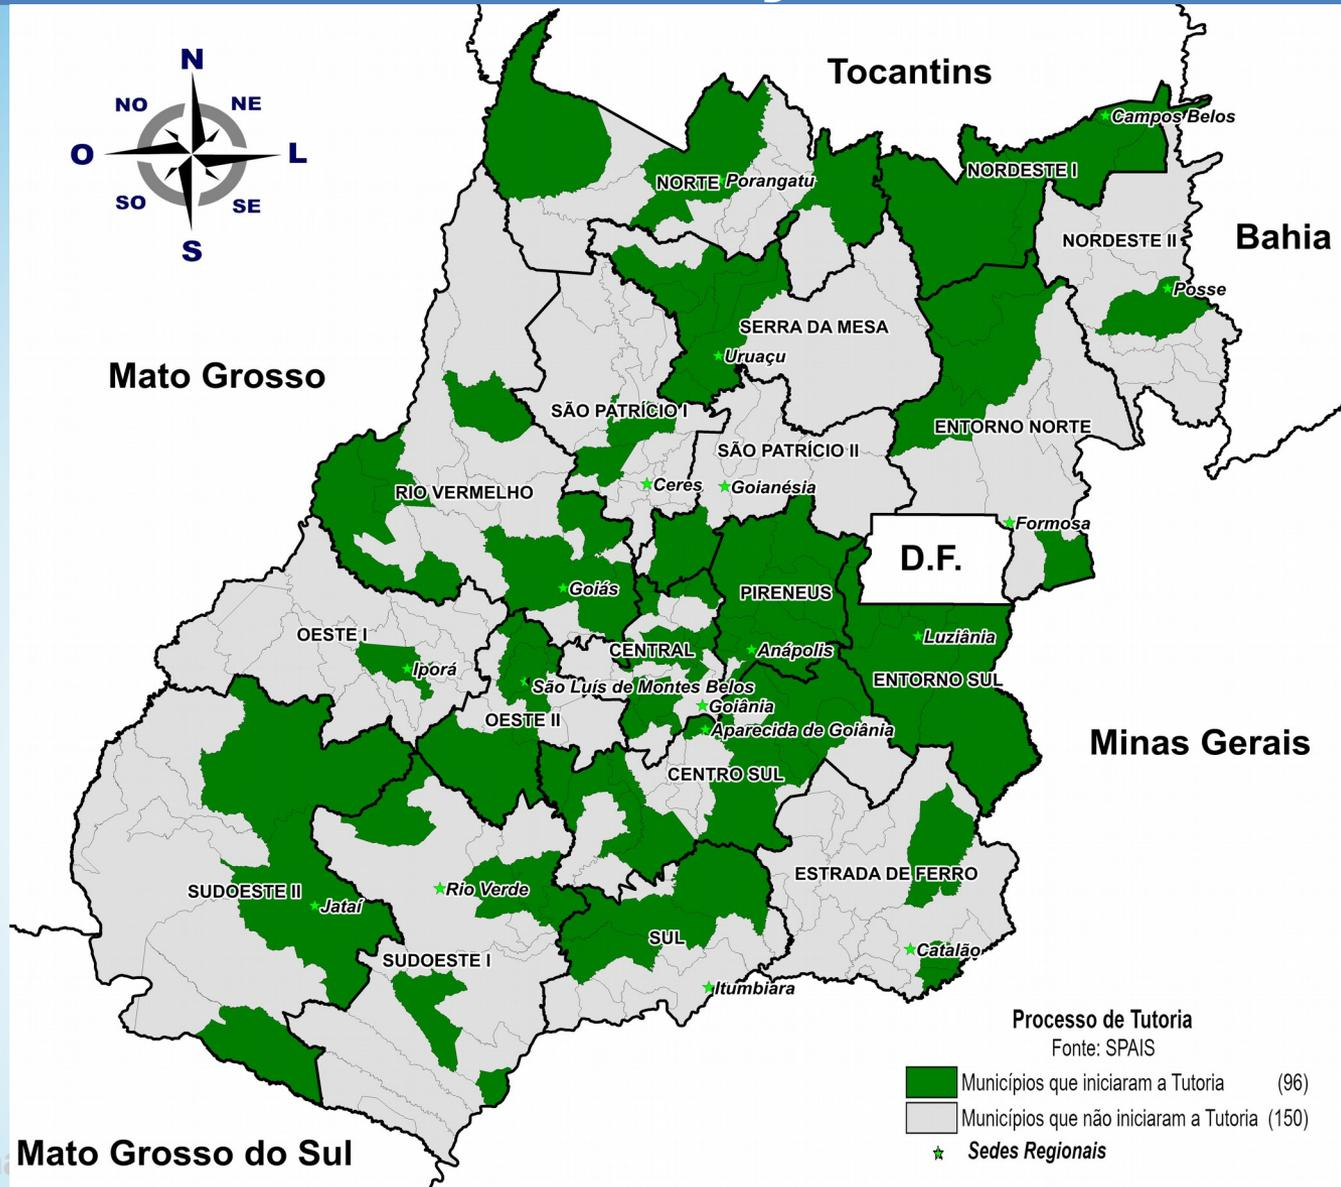 Tocantins
N
NO
NE
O
L
SO
SE
S
Campos Belos
NORDESTE I
NORTE
Porangatu
Bahia
NORDESTE II
Posse
SERRA DA MESA
Uruaçu
Mato Grosso
SÃO PATRÍCIO I
ENTORNO NORTE
SÃO PATRÍCIO II
RIO VERMELHO
Ceres
Goianésia
Formosa
D.F.
Goiás
PIRENEUS
OESTE I
Luziânia
CENTRAL
Anápolis
Iporá
ENTORNO SUL
São Luís de Montes Belos
Goiânia
OESTE II
Aparecida de Goiânia
Minas Gerais
CENTRO SUL
ESTRADA DE FERRO
SUDOESTE II
Rio Verde
Jataí
SUL
Catalão
SUDOESTE I
Itumbiara
Processo de Tutoria
Fonte: SPAIS
Municípios que iniciaram a Tutoria (96)
Municípios que não iniciaram a Tutoria (150)
Sedes Regionais
Mato Grosso do Sul